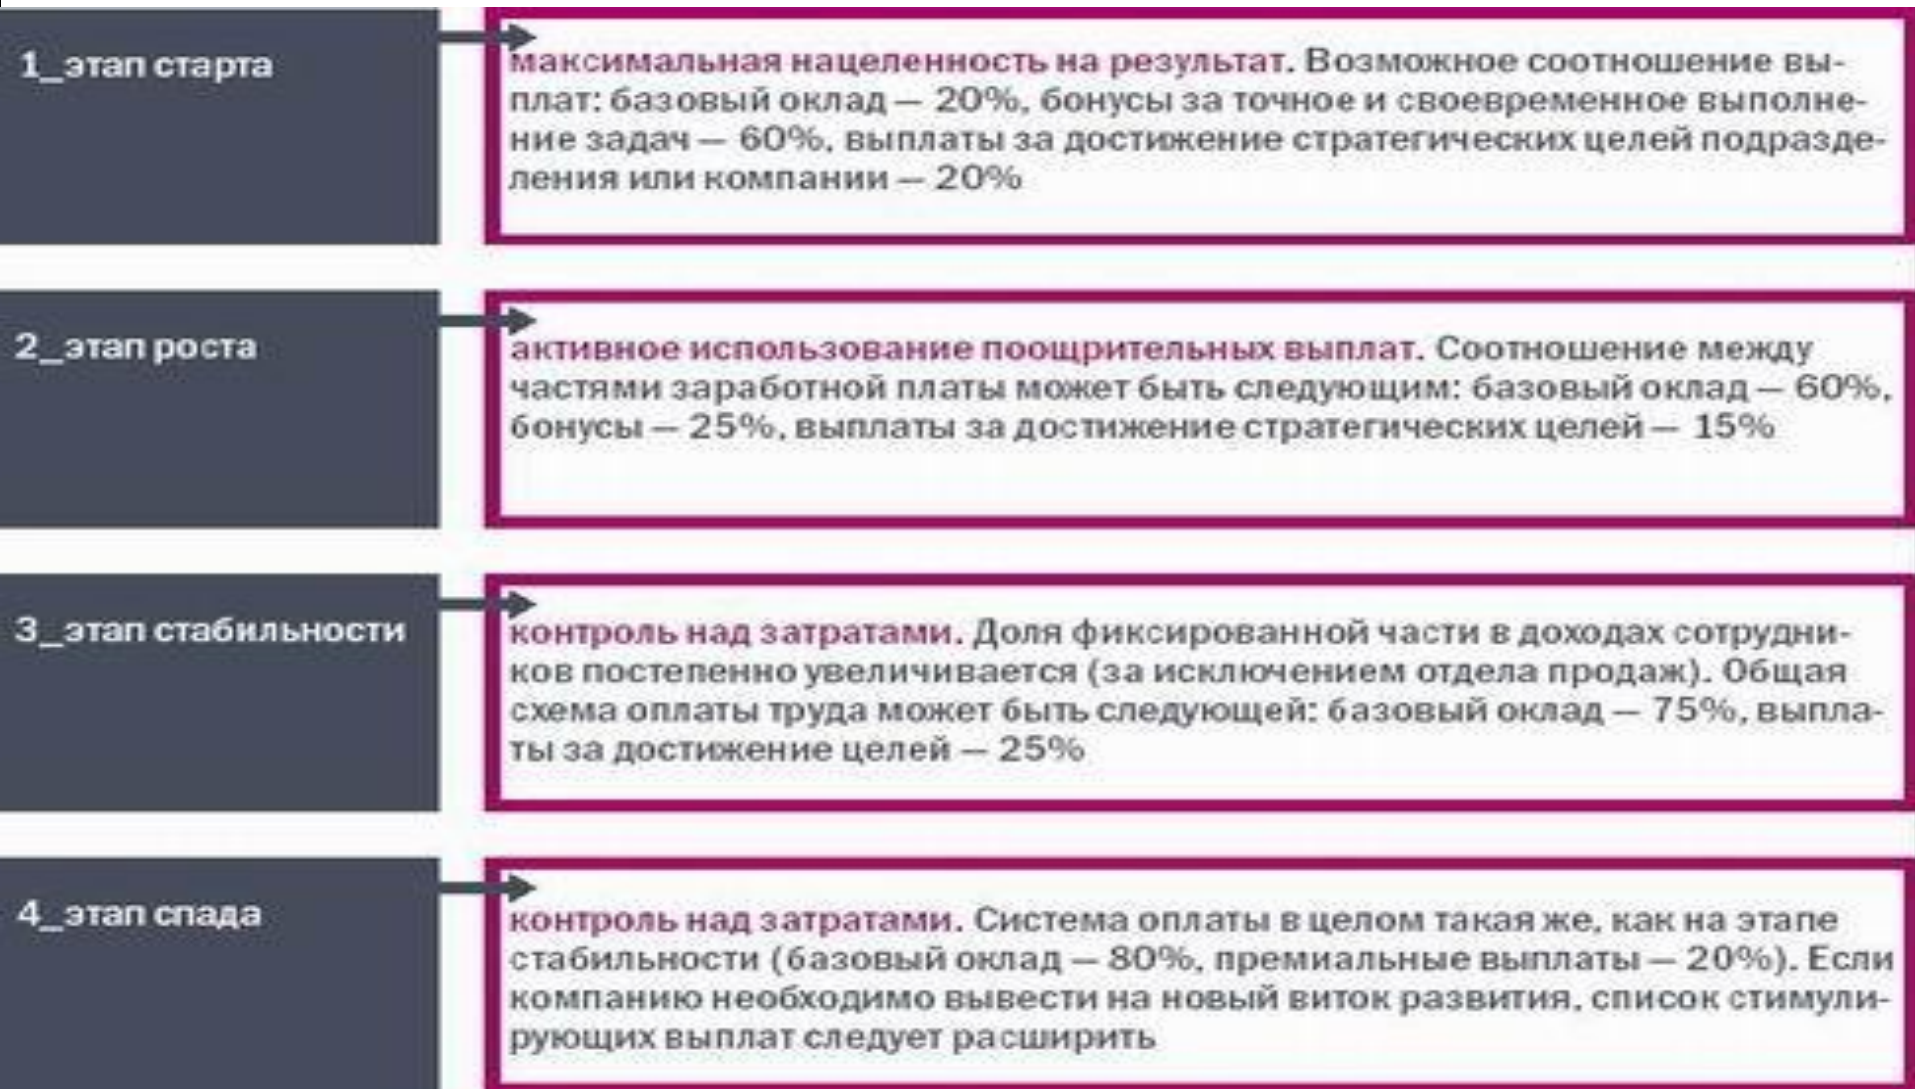 1_этап старта
максимальная нацеленность на результат. Возможное соотношение вы-
плат: базовый оклад — 20%, бонусы за точное и своевременное выполне-
ние задач — 60%, выплаты за достижение стратегических целей подразде-
ления или компании — 20%
2_этап роста
активное использование поощрительных выплат. Соотношение между
частями заработной платы может быть следующим: базовый оклад — 60%,
бонусы — 25%, выплаты за достижение стратегических целей — 15%
3_этап стабильности
контроль над затратами. Доля фиксированной части в доходах сотрудни-
ков постепенно увеличивается (за исключением отдела продаж). Общая
схема оплаты труда может быть следующей: базовый оклад — 75%, выпла-
ты за достижение целей — 25%
4_этап спада
контроль над затратами. Система оплаты в целом такая же, как на этапе
стабильности (базовый оклад — 80%, премиальные выплаты — 20%). Если
компанию необходимо вывести на новый виток развития, список стимули-
рующих выплат следует расширить